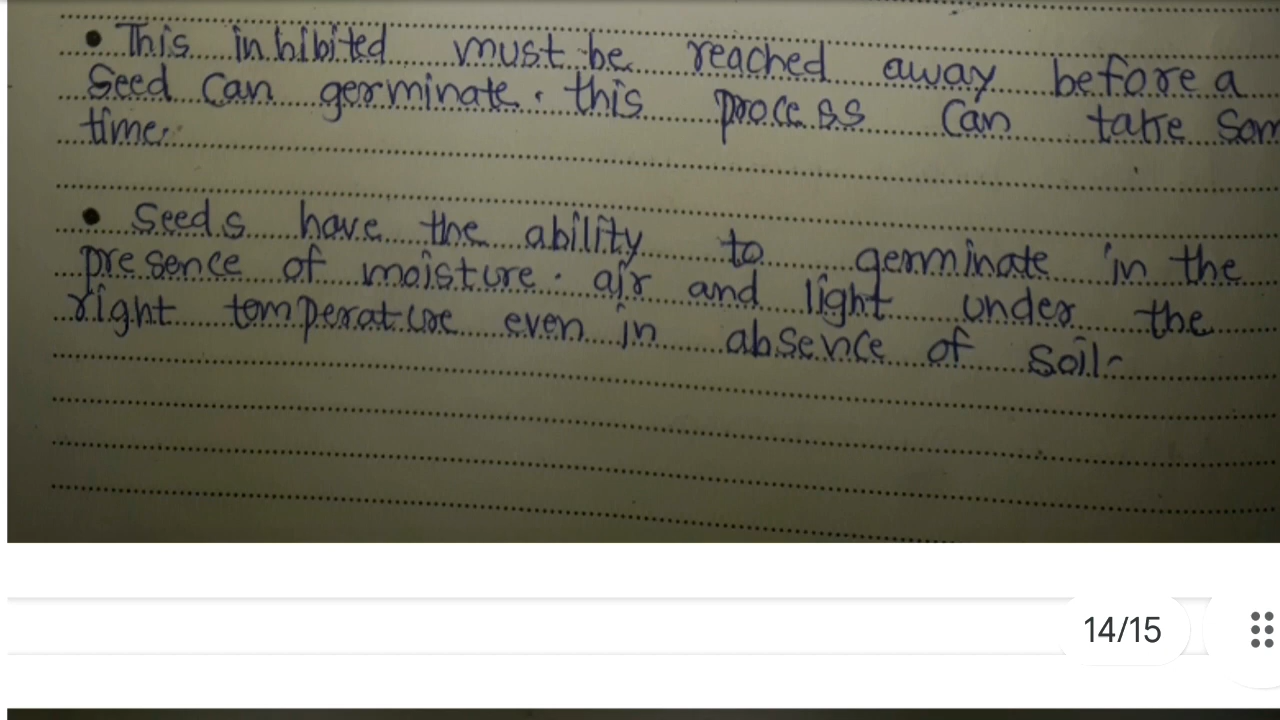 • This inhibited must be reached away before a
Seed Can germinate. this process Can take Som
time.
• Seeds have the ability to germinate in the
presence of moisture. air and light under the
right temperature even in absence of Soil-
14/15